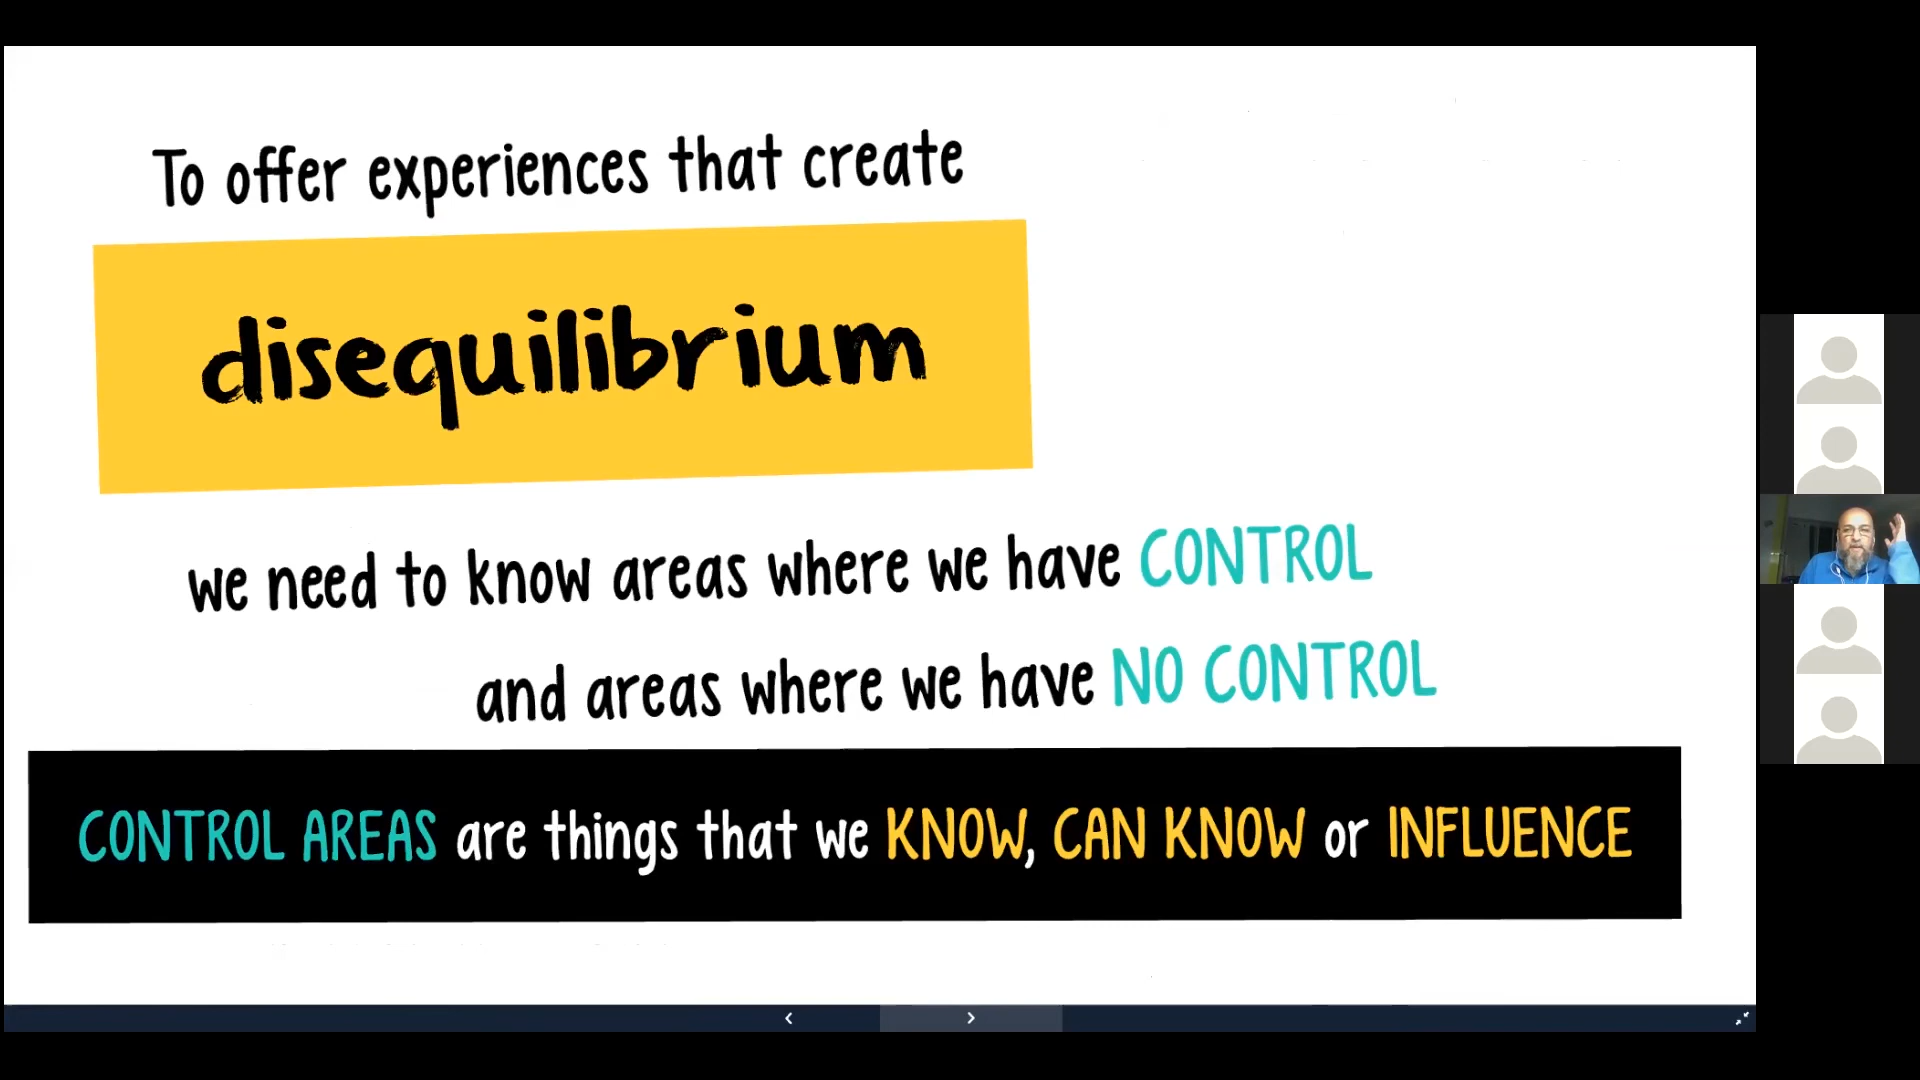 To offer experiences that create
disequilibrium
we need to know areas where we have CONTROL
and areas where we have NO CONTROL
CONTROL AREAS are things that we KNOW, CAN KNOW or INFLUENCE